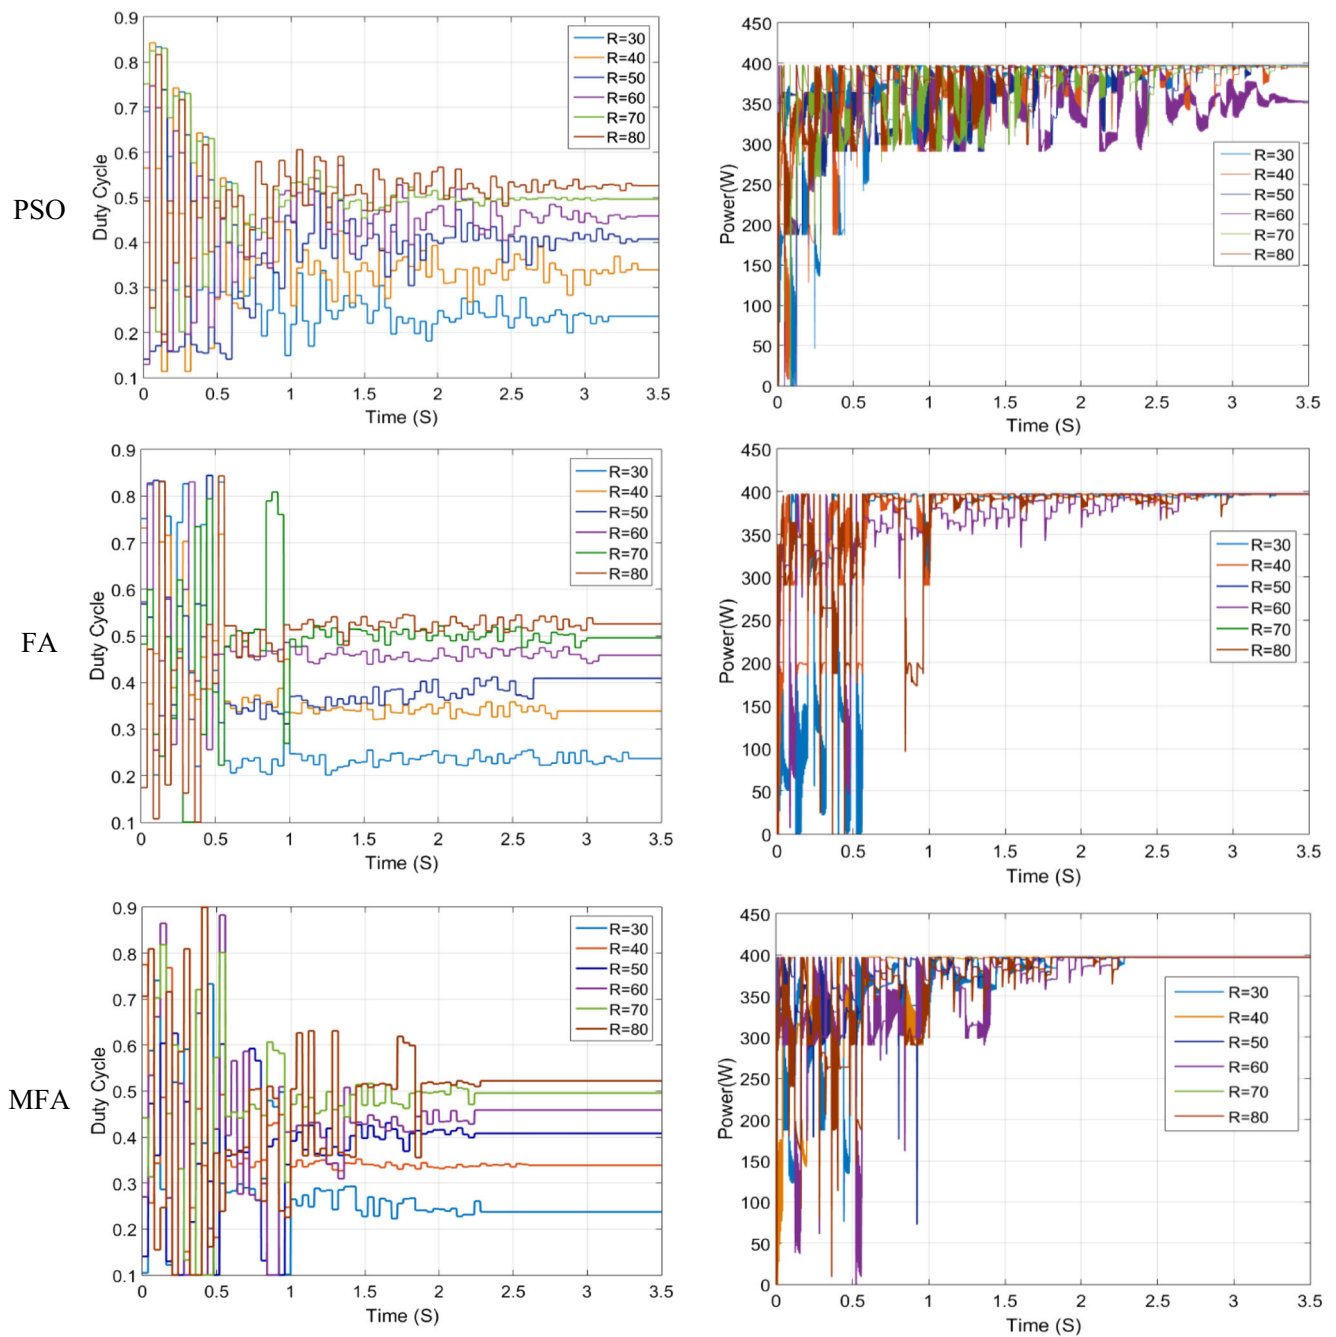 PSO
Duty Cycle
0.9
0.8
0.7
0.6
0.5
0.4
0.3
0.2
0.1
0 0.5 1 1.5 2 2.5 3 3.5
Time (S)
R=30
R=40
R=50
R=60
R=70
R=80
Power(W)
450
400
350
300
250
200
150
100
50
0
0 0.5 1 1.5 2 2.5 3 3.5
Time (S)
R=30
R=40
R=50
R=60
R=70
R=80
FA
Duty Cycle
0.9
0.8
0.7
0.6
0.5
0.4
0.3
0.2
0.1
0 0.5 1 1.5 2 2.5 3 3.5
Time (S)
R=30
R=40
R=50
R=60
R=70
R=80
Power(W)
450
400
350
300
250
200
150
100
50
0
0 0.5 1 1.5 2 2.5 3 3.5
Time (S)
R=30
R=40
R=50
R=60
R=70
R=80
MFA
Duty Cycle
0.9
0.8
0.7
0.6
0.5
0.4
0.3
0.2
0.1
0 0.5 1 1.5 2 2.5 3 3.5
Time (S)
R=30
R=40
R=50
R=60
R=70
R=80
Power(W)
450
400
350
300
250
200
150
100
50
0
0 0.5 1 1.5 2 2.5 3 3.5
Time (S)
R=30
R=40
R=50
R=60
R=70
R=80